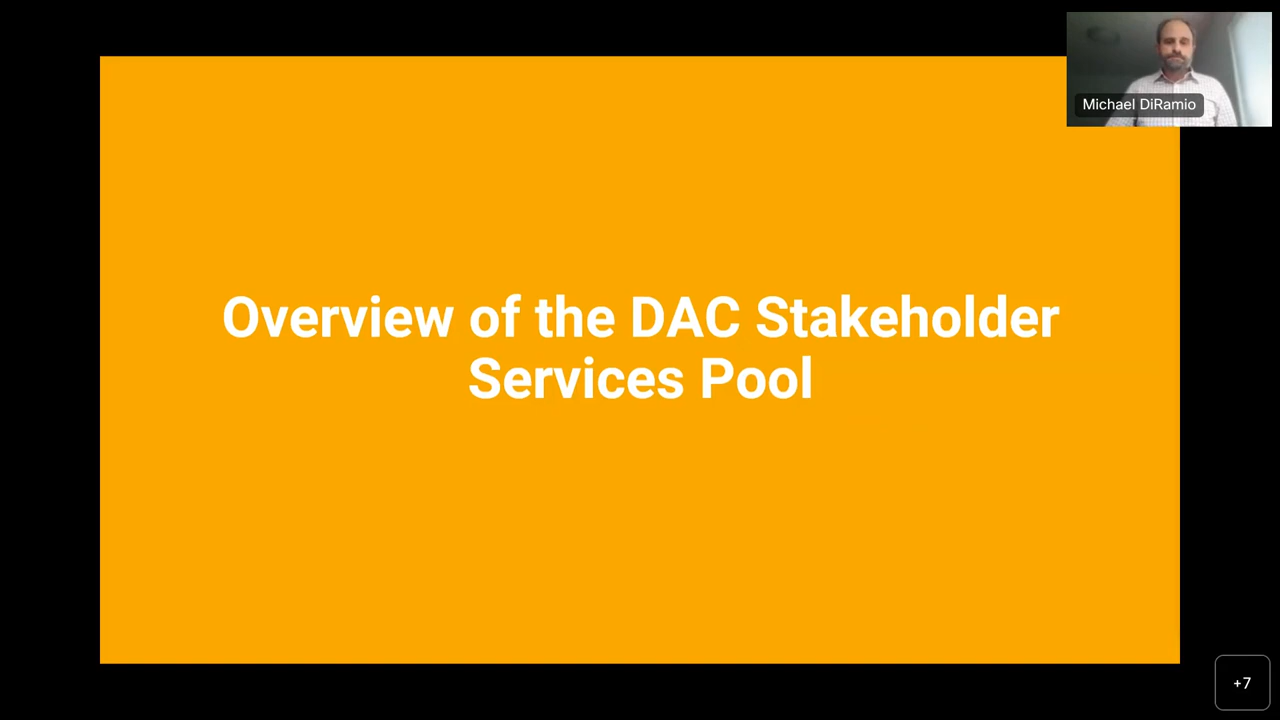 Michael DiRamio
Overview of the DAC Stakeholder
Services Pool
+7